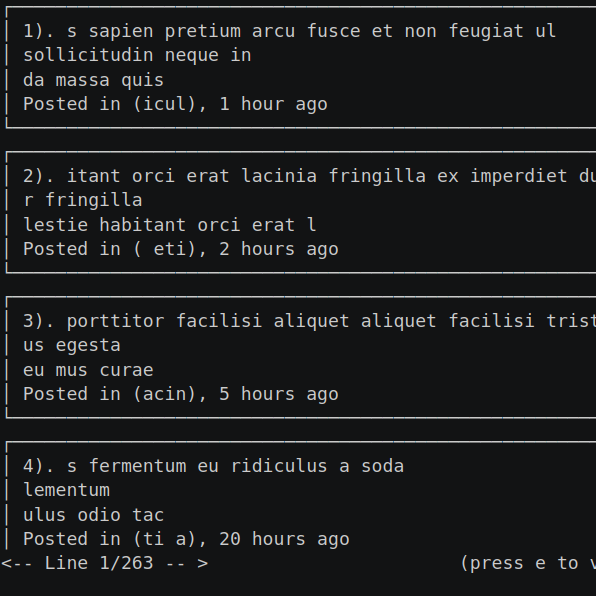 1). s sapien pretium arcu fusce et non feugiat ul
sollicitudin neque in
da massa quis
Posted in (icul), 1 hour ago
2). itant orci erat lacinia fringilla ex imperdiet du
r fringilla
lestie habitant orci erat l
Posted in ( eti), 2 hours ago
3). porttitor facilisi aliquet aliquet facilisi trist
us egesta
eu mus curae
Posted in (acin), 5 hours ago
4). s fermentum eu ridiculus a soda
lementum
ulus odio tac
Posted in (ti a), 20 hours ago
<-- Line 1/263 -- > (press e to v